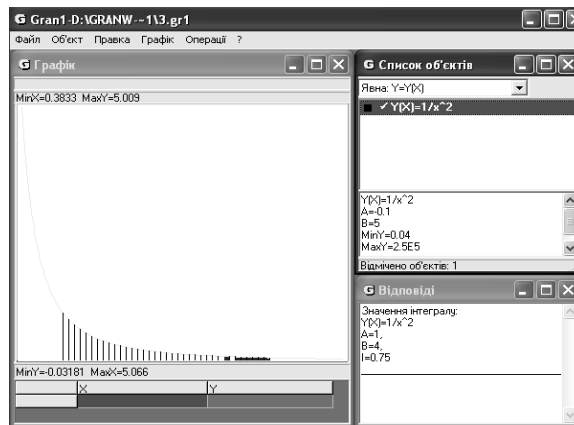 Gran1-D:\GRANW-~1\3.gr1
Файл Об'єкт Правка Графік Операції ?
Графік
MinX=0.3833 MaxY=5.009
MinY=-0.03181 MaxX=5.066
X Y
Список об'єктів
Явна: Y=Y(X)
Y(X)=1/x^2
Y(X)=1/x^2
A=-0.1
B=5
MinY=0.04
MaxY=2.5E5
Відмічено об'єктів: 1
Відповіді
Значення інтегралу:
Y(X)=1/x^2
A=1,
B=4,
I=0.75